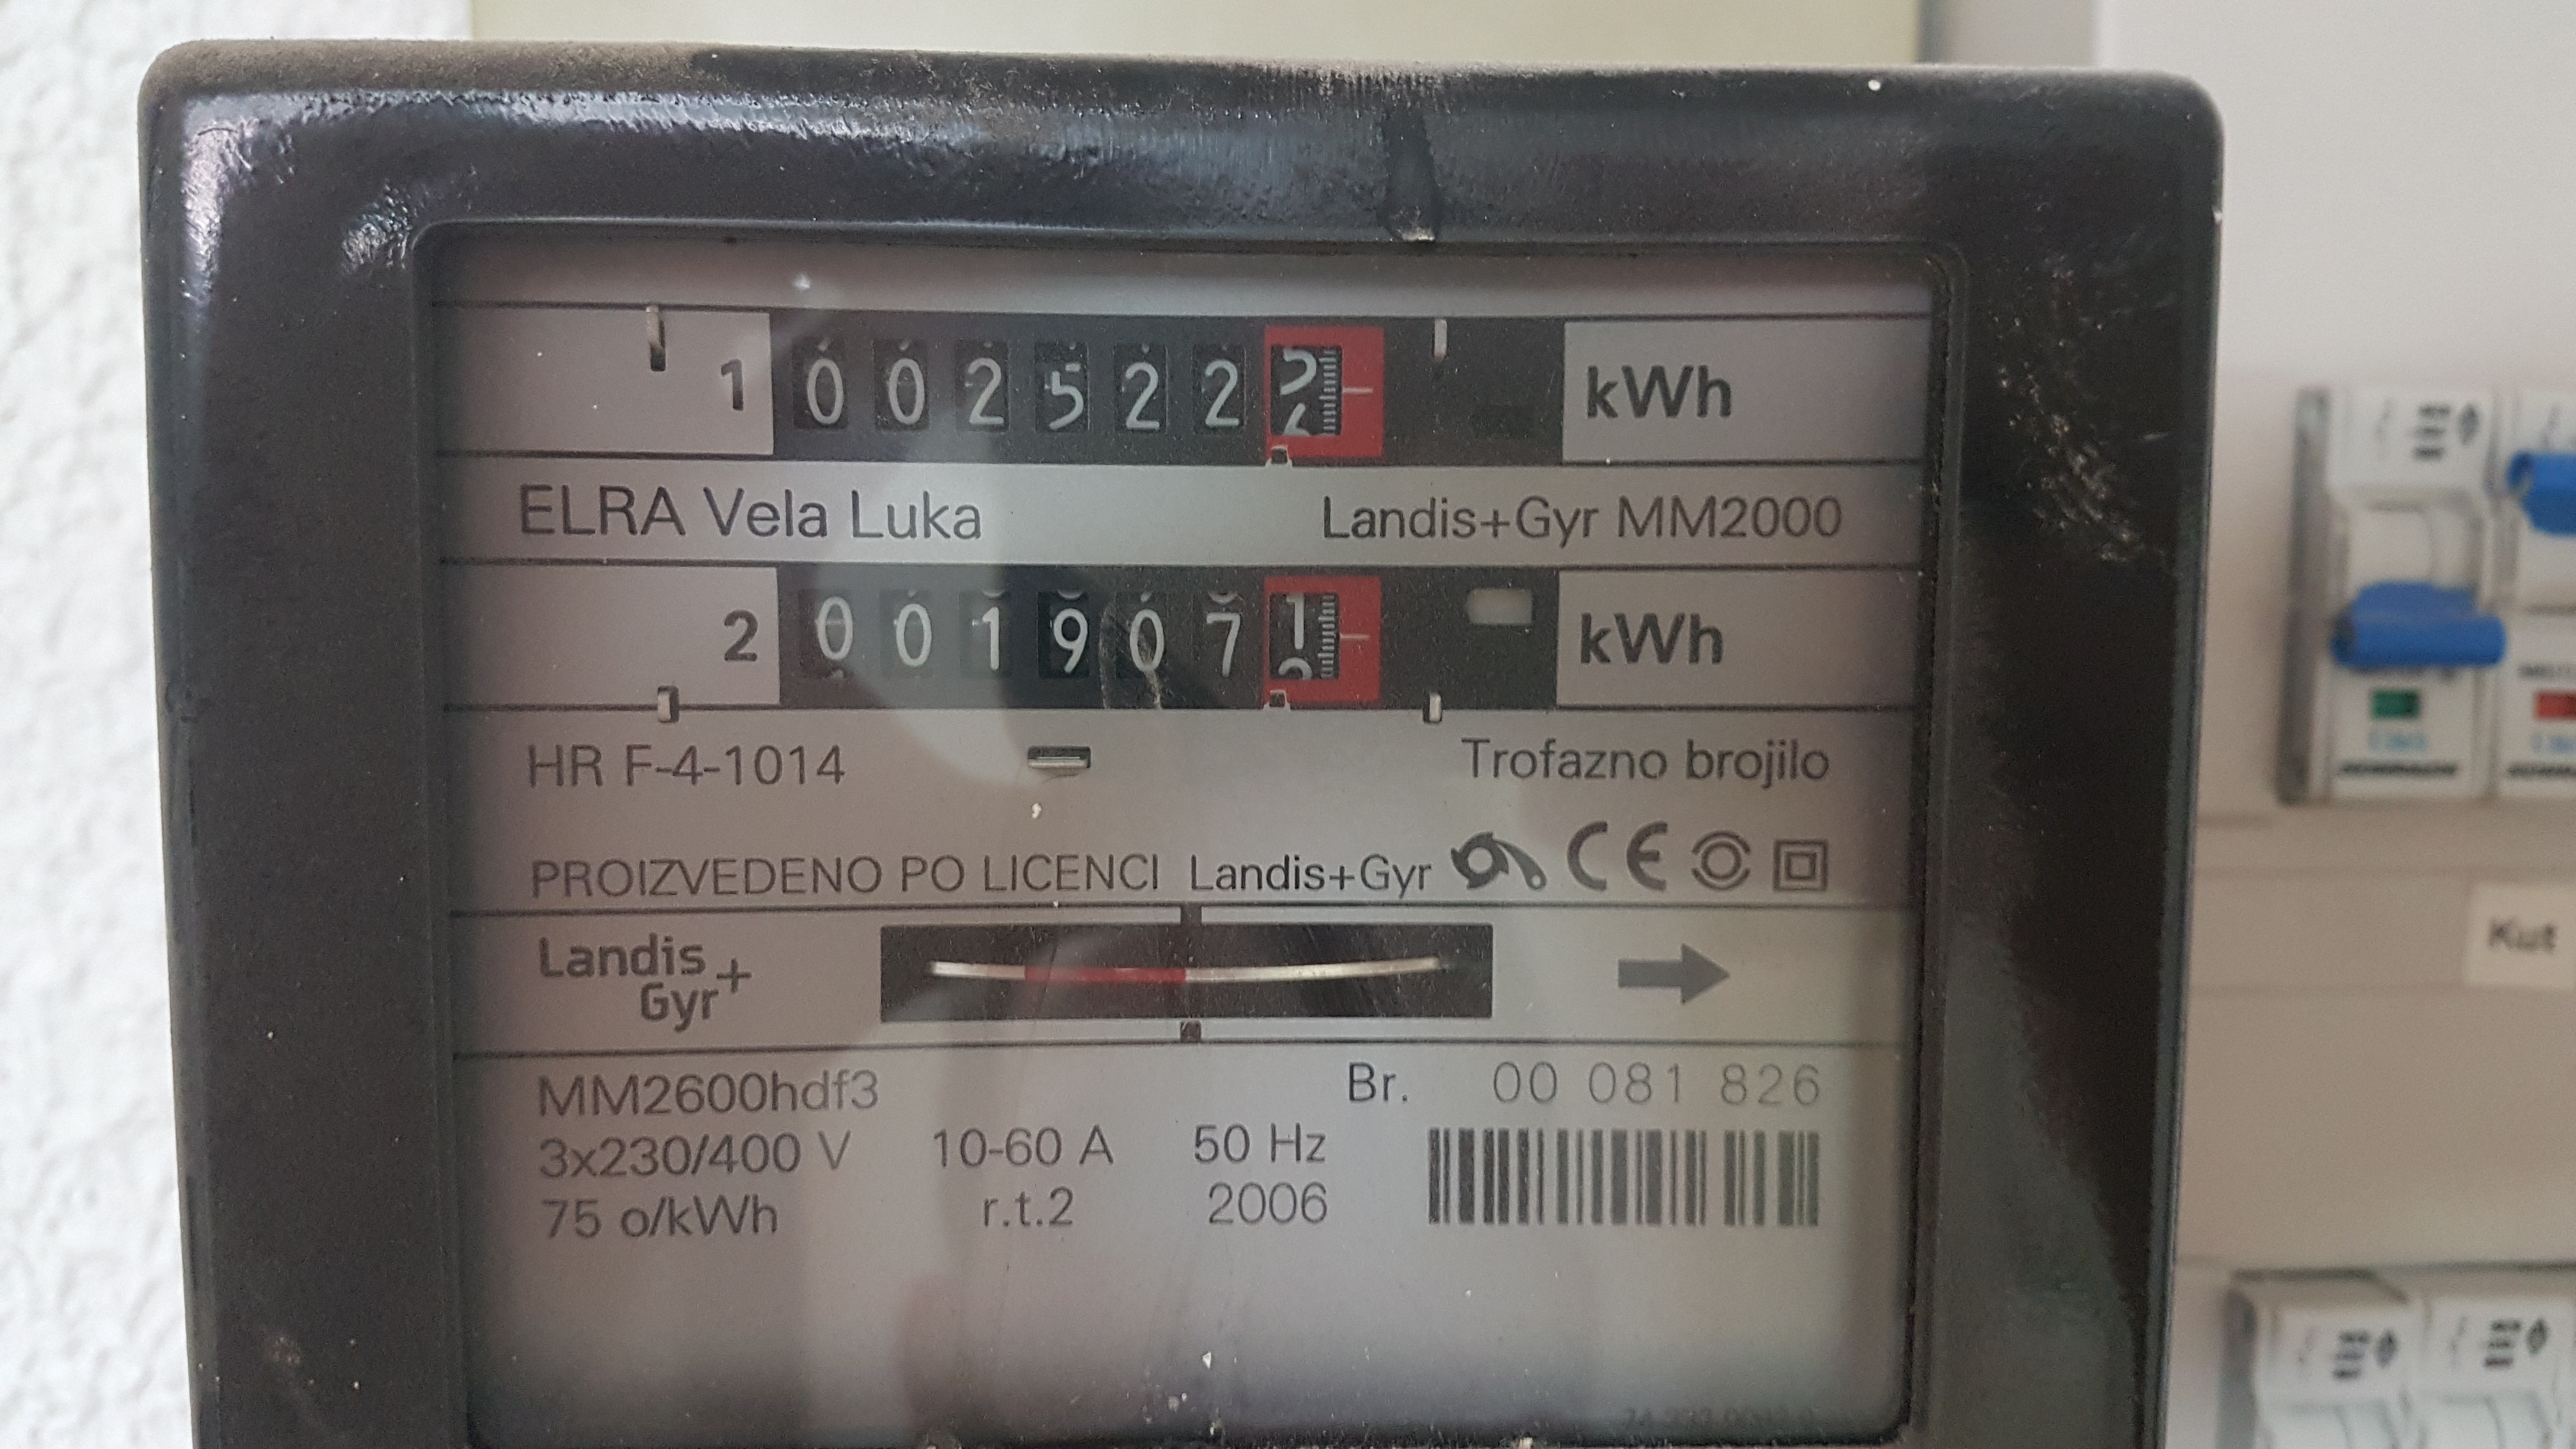 1 002522 kWh
ELRA Vela Luka Landis+Gyr MM2000
2 0019071 kWh
HR F-4-1014 Trofazno brojilo
PROIZVEDENO PO LICENCI Landis+Gyr CE
Landis+
Gyr
Kut
MM2600hdf3 Br. 00 081 826
3x230/400 V 10-60 A 50 Hz
75 o/kWh r.t.2 2006